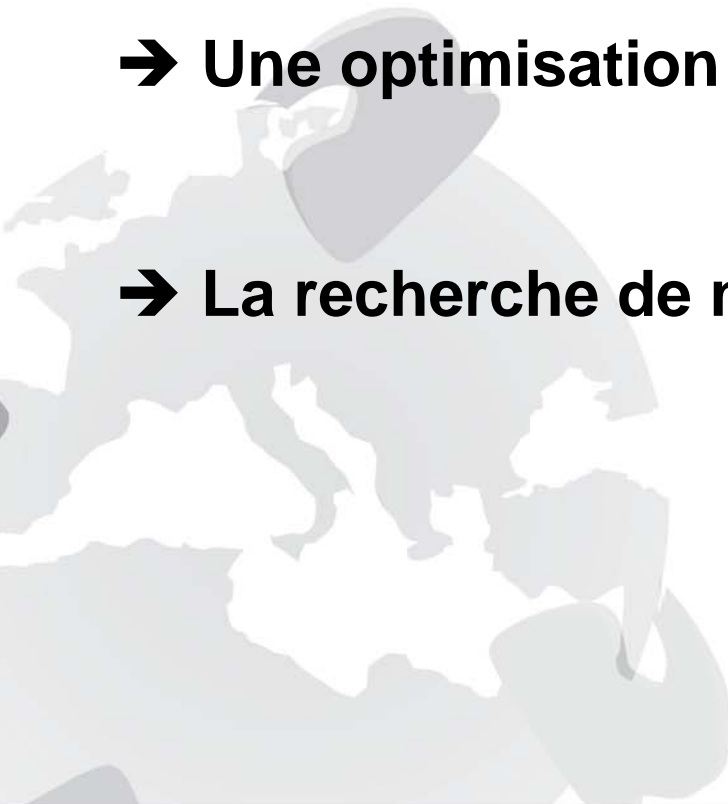 ➔ Une optimisation
➔ La recherche de